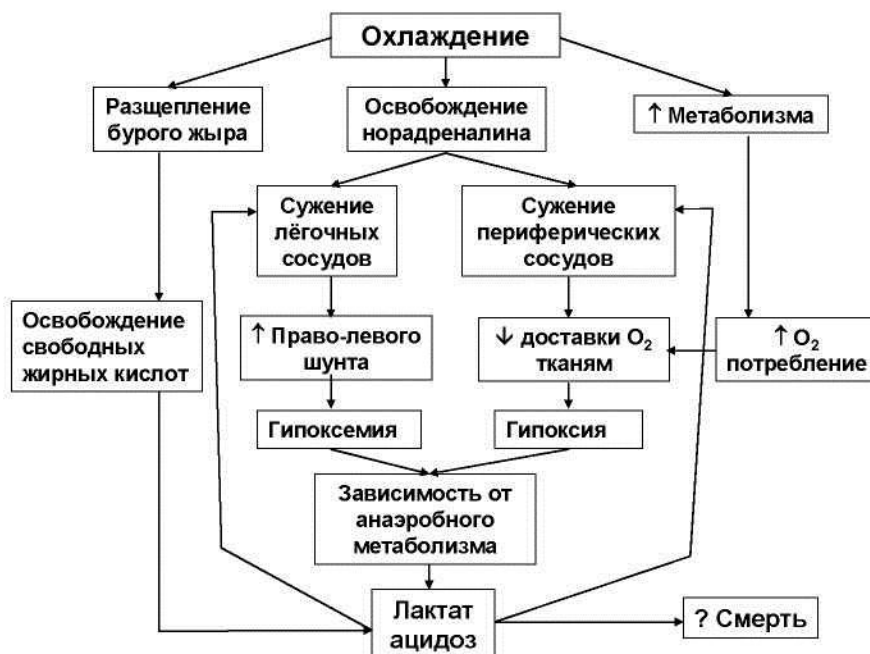 Охлаждение
Разщепление
бурого жыра
Освобождение
норадреналина
↑ Метаболизма
Сужение
лёгочных
сосудов
Сужение
периферических
сосудов
Освобождение
свободных
жирных кислот
↑ Право-левого
шунта
↓ доставки O₂
тканям
↑ O₂
потребление
Гипоксемия
Гипоксия
Зависимость от
анаэробного
метаболизма
Лактат
ацидоз
? Смерть